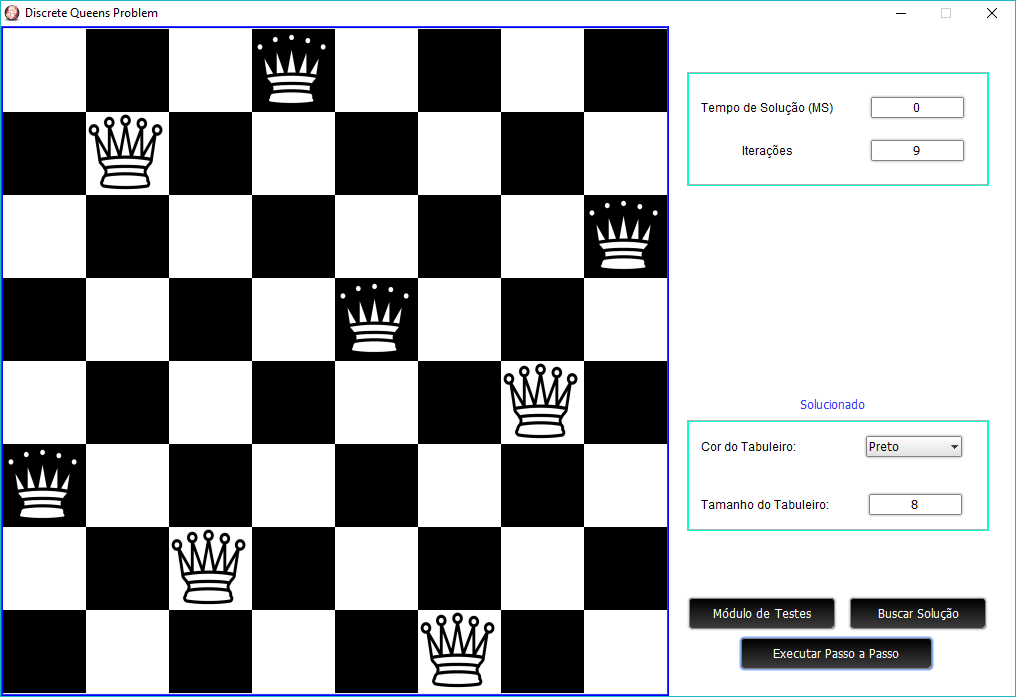 Discrete Queens Problem
Tempo de Solução (MS) 0
Iterações 9
Solucionado
Cor do Tabuleiro: Preto
Tamanho do Tabuleiro: 8
Módulo de Testes Buscar Solução
Executar Passo a Passo